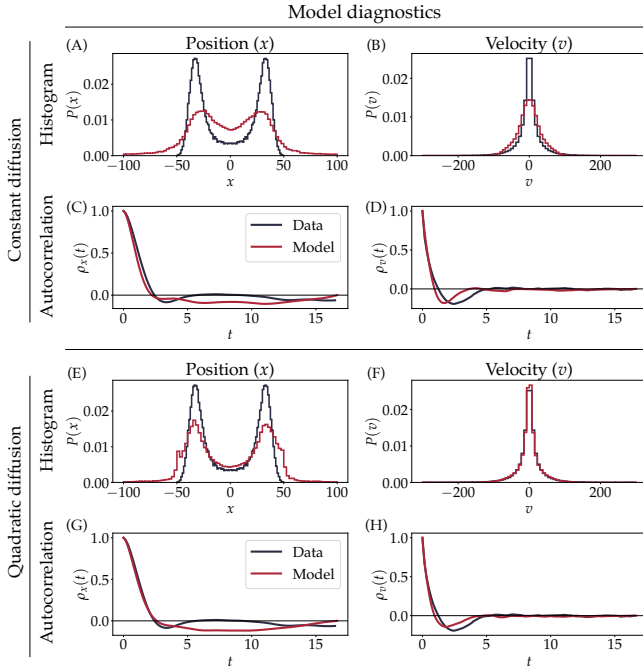 Model diagnostics
Constant diffusion
Histogram
Autocorrelation
(A) Position (x)
P(x)
0.02
0.01
0.00
−100 −50 0 50 100
x
(B) Velocity (v)
P(v)
0.02
0.01
0.00
−200 0 200
v
(C)
ρx(t)
1.0
0.5
0.0
Data
Model
0 5 10 15
t
(D)
ρv(t)
1.0
0.5
0.0
0 5 10 15
t
Quadratic diffusion
Histogram
Autocorrelation
(E) Position (x)
P(x)
0.02
0.01
0.00
−100 −50 0 50 100
x
(F) Velocity (v)
P(v)
0.02
0.01
0.00
−200 0 200
v
(G)
ρx(t)
1.0
0.5
0.0
Data
Model
0 5 10 15
t
(H)
ρv(t)
1.0
0.5
0.0
0 5 10 15
t